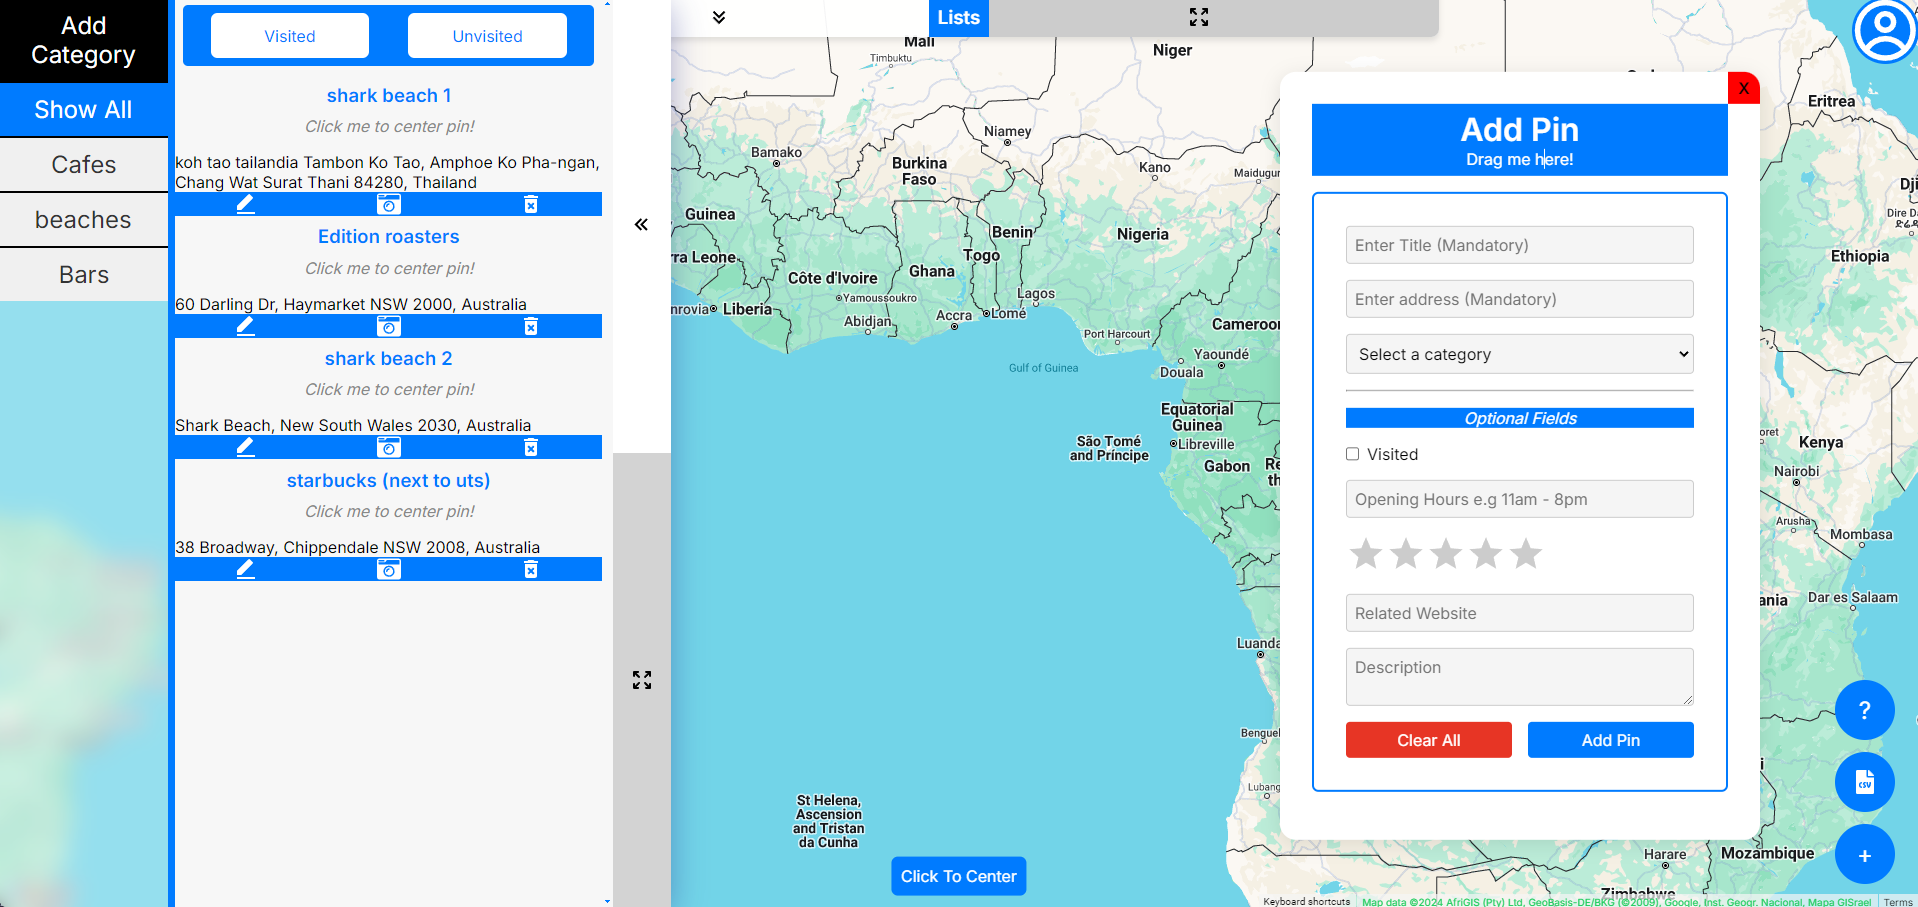 Add
Category
Show All
Cafes
beaches
Bars
Visited
Unvisited
shark beach 1
Click me to center pin!
koh tao tailandia Tambon Ko Tao, Amphoe Ko Pha-ngan,
Chang Wat Surat Thani 84280, Thailand
Edition roasters
Click me to center pin!
60 Darling Dr, Haymarket NSW 2000, Australia
shark beach 2
Click me to center pin!
Shark Beach, New South Wales 2030, Australia
starbucks (next to uts)
Click me to center pin!
38 Broadway, Chippendale NSW 2008, Australia
Lists
Mali
Timbuktu
Niger
Niamey
Bamako
Burkina
Faso
Kano
Maidugur
Guinea
Benin
Nigeria
Togo
rra Leone
Côte d'Ivoire
Ghana
Yamoussoukro
Lagos
nrovia
Liberia
Abidjan
Accra
Lomé
Port Harcourt
Cameroon
Yaoundé
Douala
Gulf of Guinea
Equatorial
Guinea
São Tomé
and Príncipe
Libreville
Gabon
Re
th
Luanda
Benguel
Lubang
St Helena,
Ascension
and Tristan
da Cunha
Click To Center
X
Add Pin
Drag me here!
Enter Title (Mandatory)
Enter address (Mandatory)
Select a category
Optional Fields
Visited
Opening Hours e.g 11am - 8pm
Related Website
Description
Clear All
Add Pin
Eritrea
Dji
Dire Da
ድሬ ዳ
Ethiopia
oret
Kenya
Nairobi
Arusha
Mombasa
ania
Dar es Salaam
i
?
CSV
+
Harare
Mozambique
Zimbabwe
Keyboard shortcuts
Map data ©2024 AfriGIS (Pty) Ltd, GeoBasis-DE/BKG (©2009), Google, Inst. Geogr. Nacional, Mapa GISrael
Terms